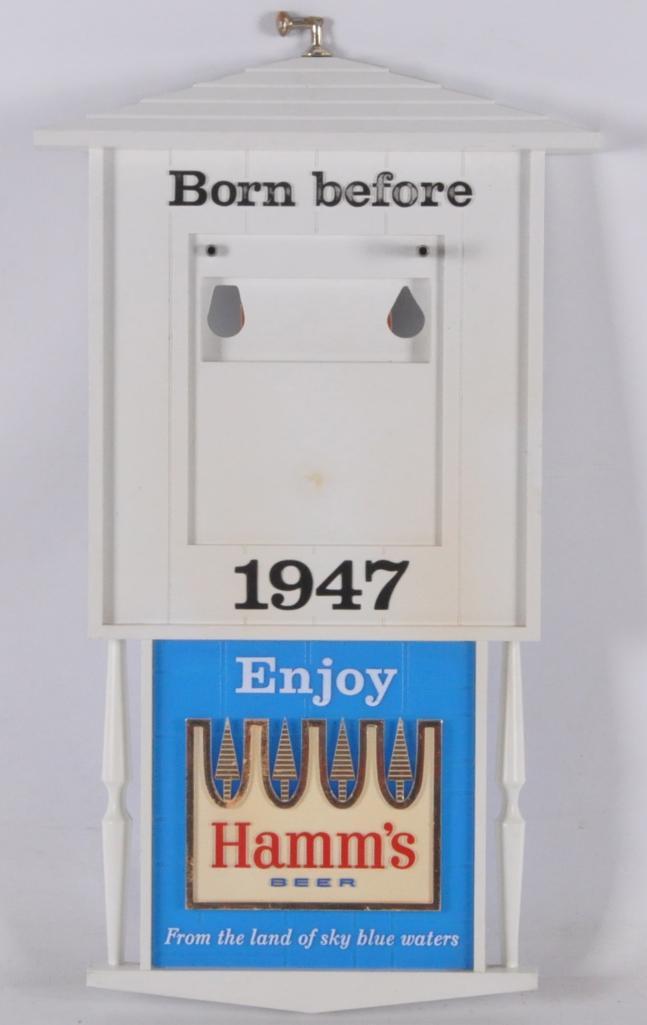 Born before
1947
Enjoy
Hamm's
BEER
From the land of sky blue waters